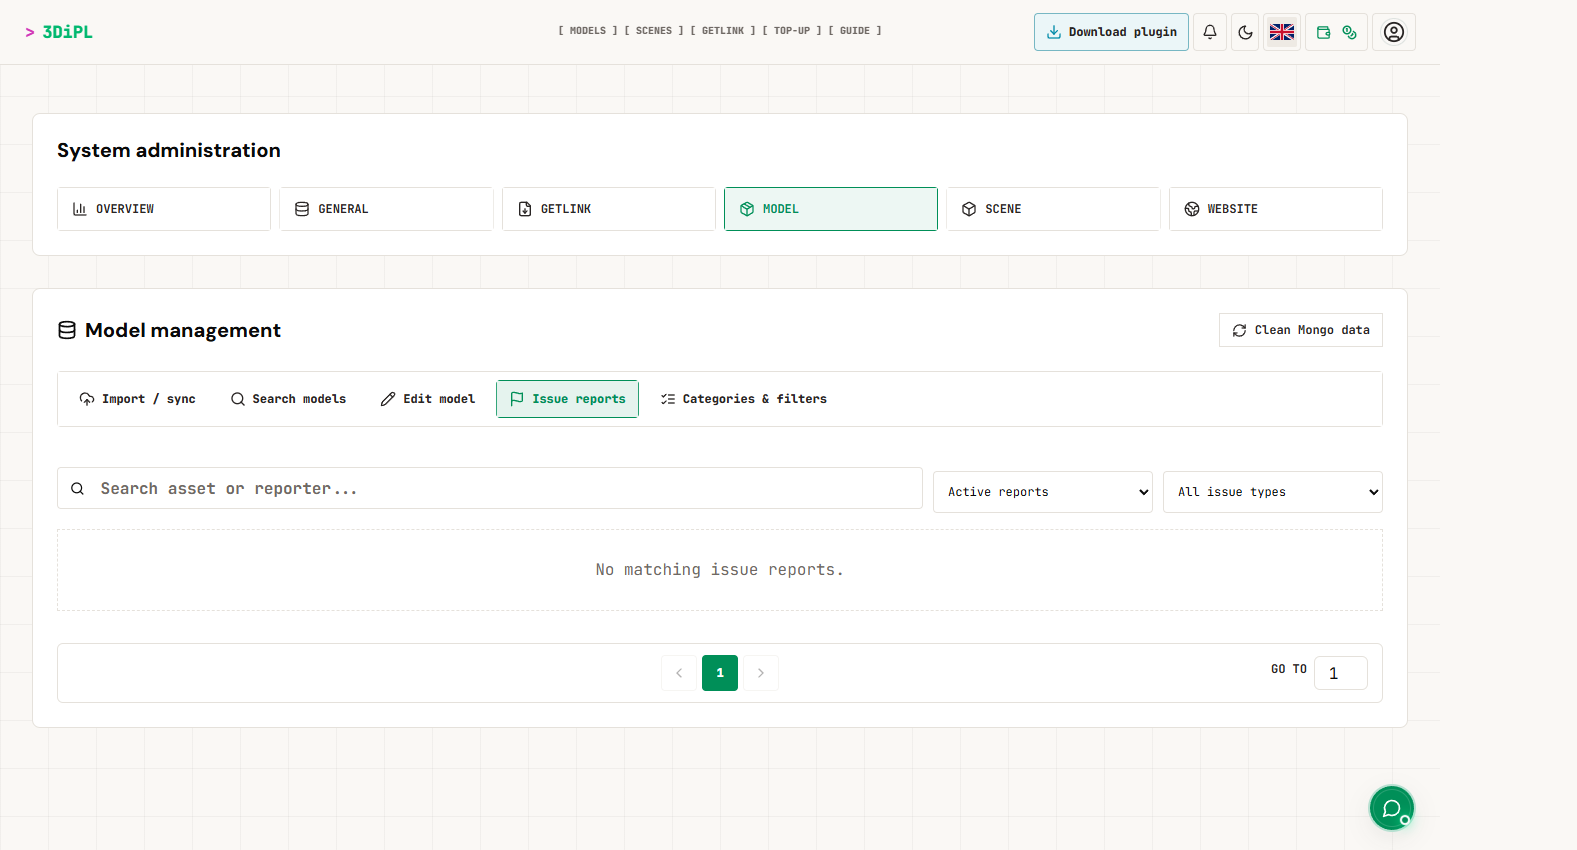 > 3DiPL
[ MODELS ] [ SCENES ] [ GETLINK ] [ TOP-UP ] [ GUIDE ]
Download plugin
System administration
OVERVIEW
GENERAL
GETLINK
MODEL
SCENE
WEBSITE
Model management
Clean Mongo data
Import / sync
Search models
Edit model
Issue reports
Categories & filters
Search asset or reporter...
Active reports
All issue types
No matching issue reports.
1
GO TO
1